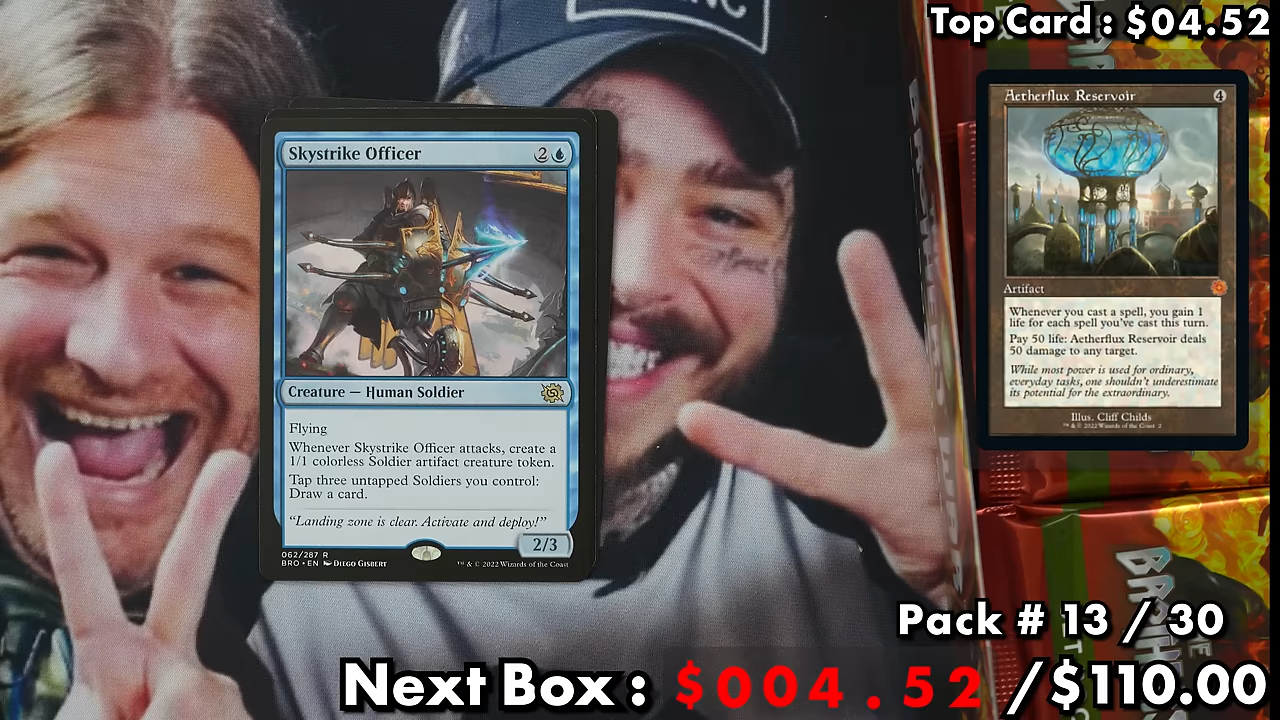 Top Card : $04.52
Skystrike Officer 2
Creature — Human Soldier
Flying
Whenever Skystrike Officer attacks, create a
1/1 colorless Soldier artifact creature token.
Tap three untapped Soldiers you control:
Draw a card.
"Landing zone is clear. Activate and deploy!"
2/3
062/287 R
BRO • EN DIEGO GISBERT
™ & © 2022 Wizards of the Coast
Aetherflux Reservoir 4
Artifact
Whenever you cast a spell, you gain 1
life for each spell you've cast this turn.
Pay 50 life: Aetherflux Reservoir deals
50 damage to any target.
While most power is used for ordinary,
everyday tasks, one shouldn't underestimate
its potential for the extraordinary.
Illus. Cliff Childs
™ & © 2022 Wizards of the Coast 2
Pack # 13 / 30
Next Box : $004.52 /$110.00